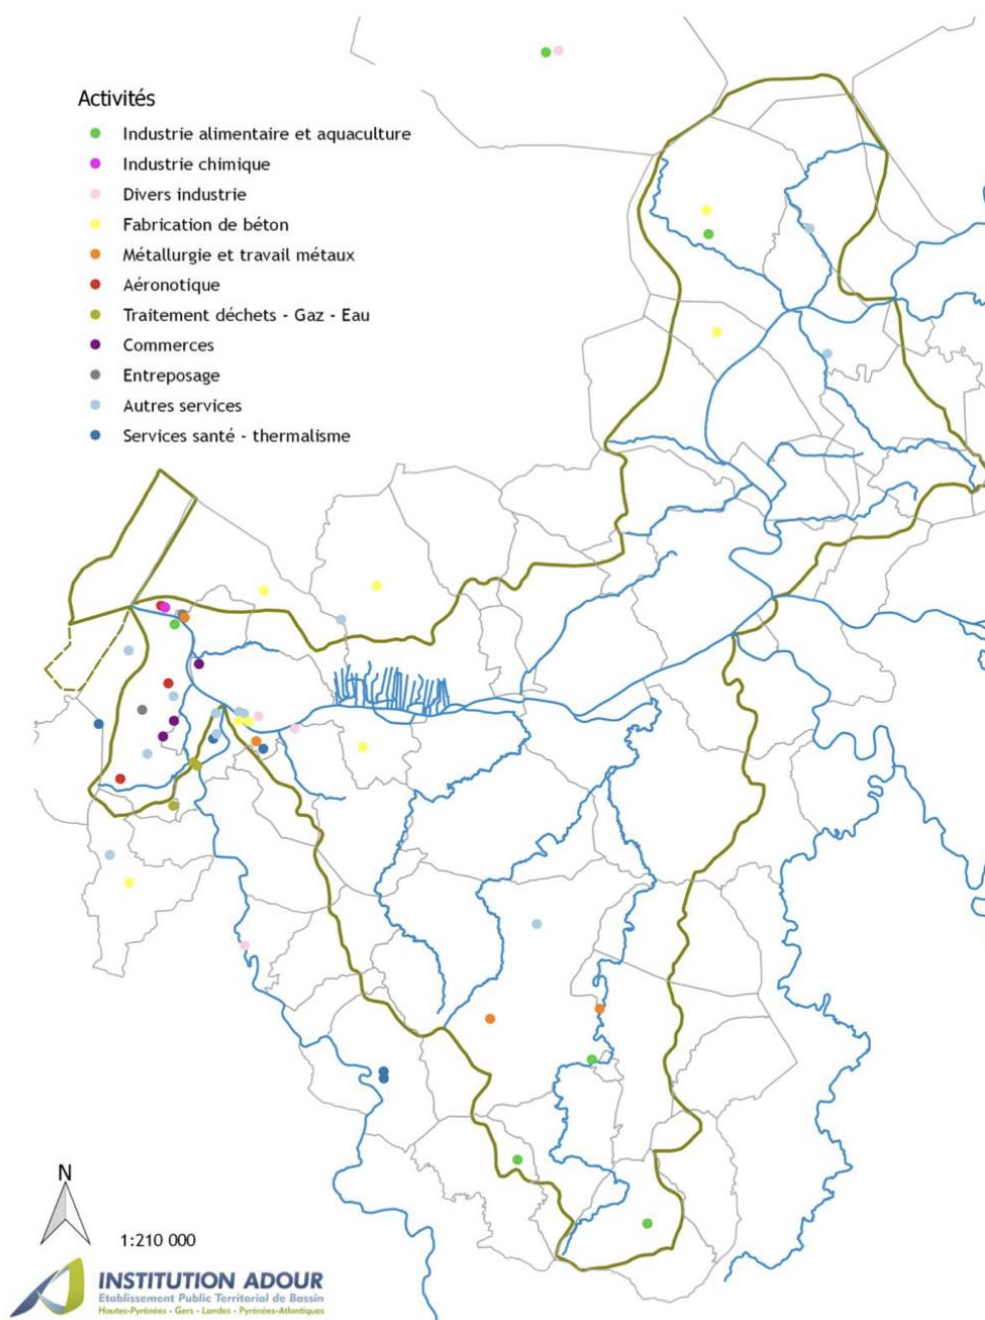 Activités
Industrie alimentaire et aquaculture
Industrie chimique
Divers industrie
Fabrication de béton
Métallurgie et travail métaux
Aéronotique
Traitement déchets - Gaz - Eau
Commerces
Entreposage
Autres services
Services santé - thermalisme
N
1:210 000
INSTITUTION ADOUR
Etablissement Public Territorial de Bassin
Hautes-Pyrénées - Gers - Landes - Pyrénées-Atlantiques